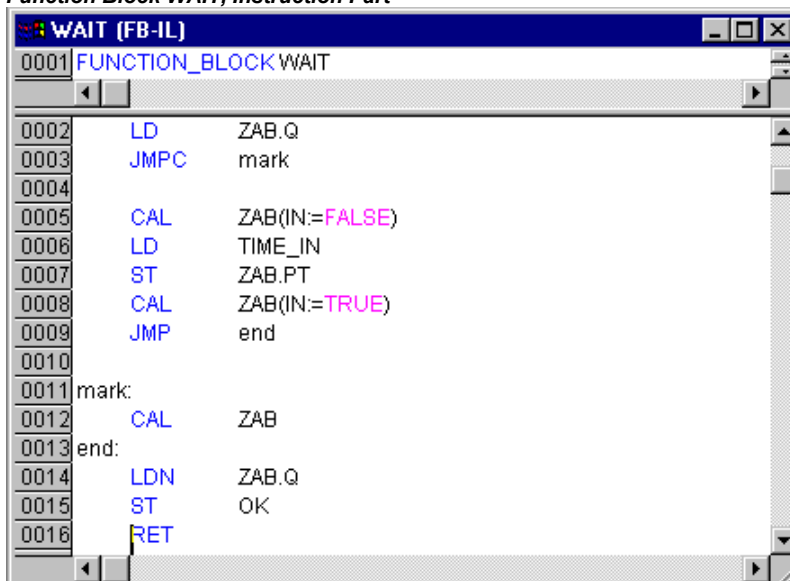 Function Block WAIT, Instruction Part
WAIT (FB-IL)
0001 FUNCTION_BLOCK WAIT
0002 LD ZAB.Q
0003 JMPC mark
0004
0005 CAL ZAB(IN:=FALSE)
0006 LD TIME_IN
0007 ST ZAB.PT
0008 CAL ZAB(IN:=TRUE)
0009 JMP end
0010
0011 mark:
0012 CAL ZAB
0013 end:
0014 LDN ZAB.Q
0015 ST OK
0016 RET